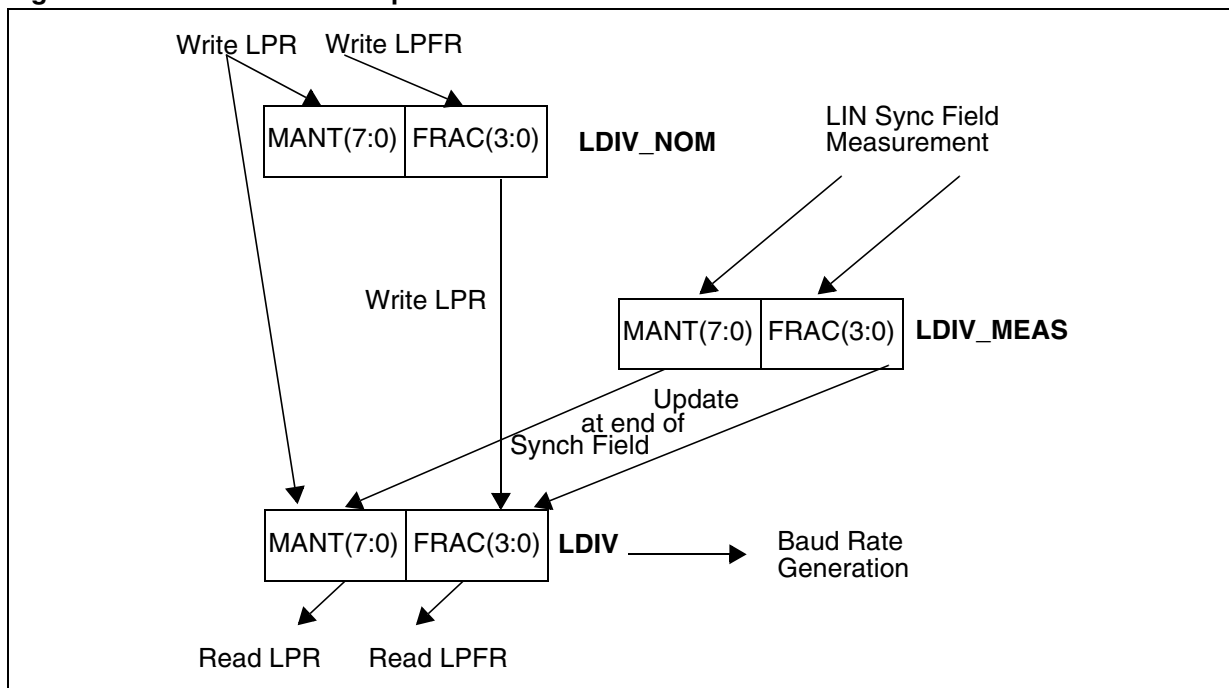 Write LPR
Write LPFR
MANT(7:0)
FRAC(3:0)
LDIV_NOM
LIN Sync Field
Measurement
Write LPR
MANT(7:0)
FRAC(3:0)
LDIV_MEAS
Update
at end of
Synch Field
MANT(7:0)
FRAC(3:0)
LDIV
Baud Rate
Generation
Read LPR
Read LPFR